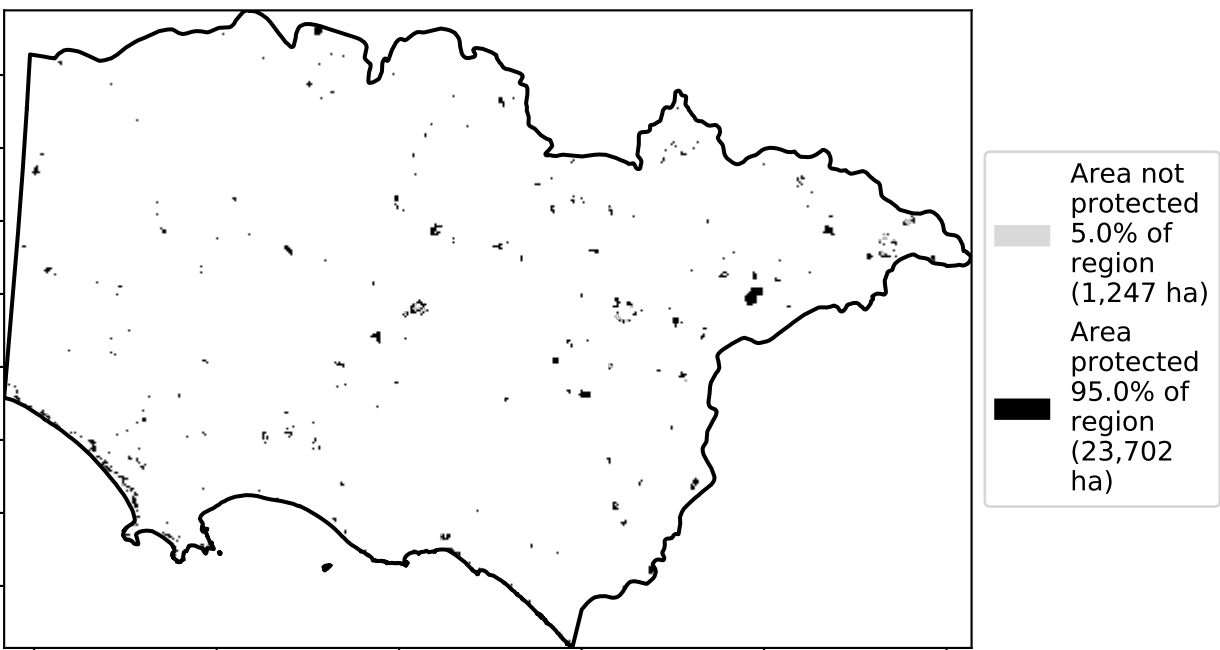 Area not
protected
5.0% of
region
(1,247 ha)
Area
protected
95.0% of
region
(23,702
ha)